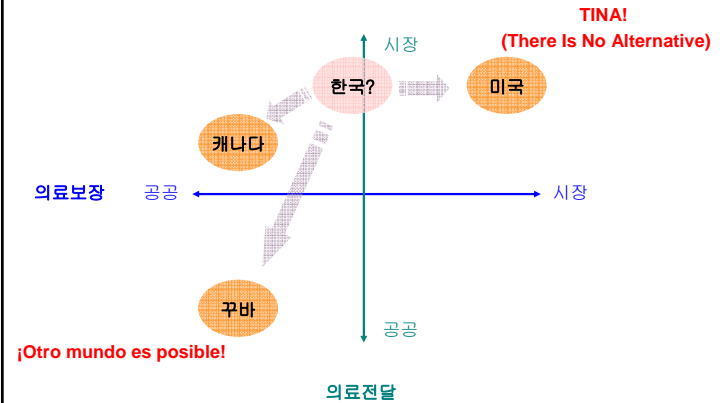 TINA!
(There Is No Alternative)
시장
한국?
미국
캐나다
의료보장
공공
시장
꾸바
공공
¡Otro mundo es posible!
의료전달